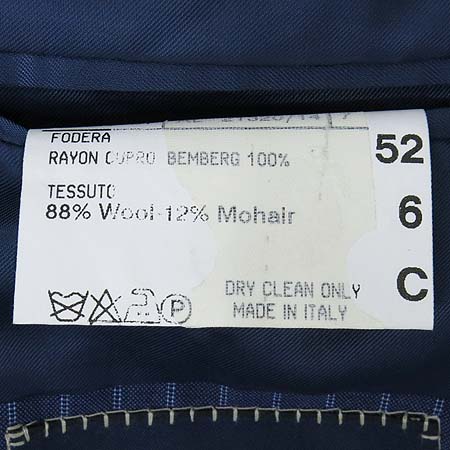 FODERA
RAYON CUPRO BEMBERG 100%
TESSUTO
88% Wool-12% Mohair
52
6
C
P
DRY CLEAN ONLY
MADE IN ITALY